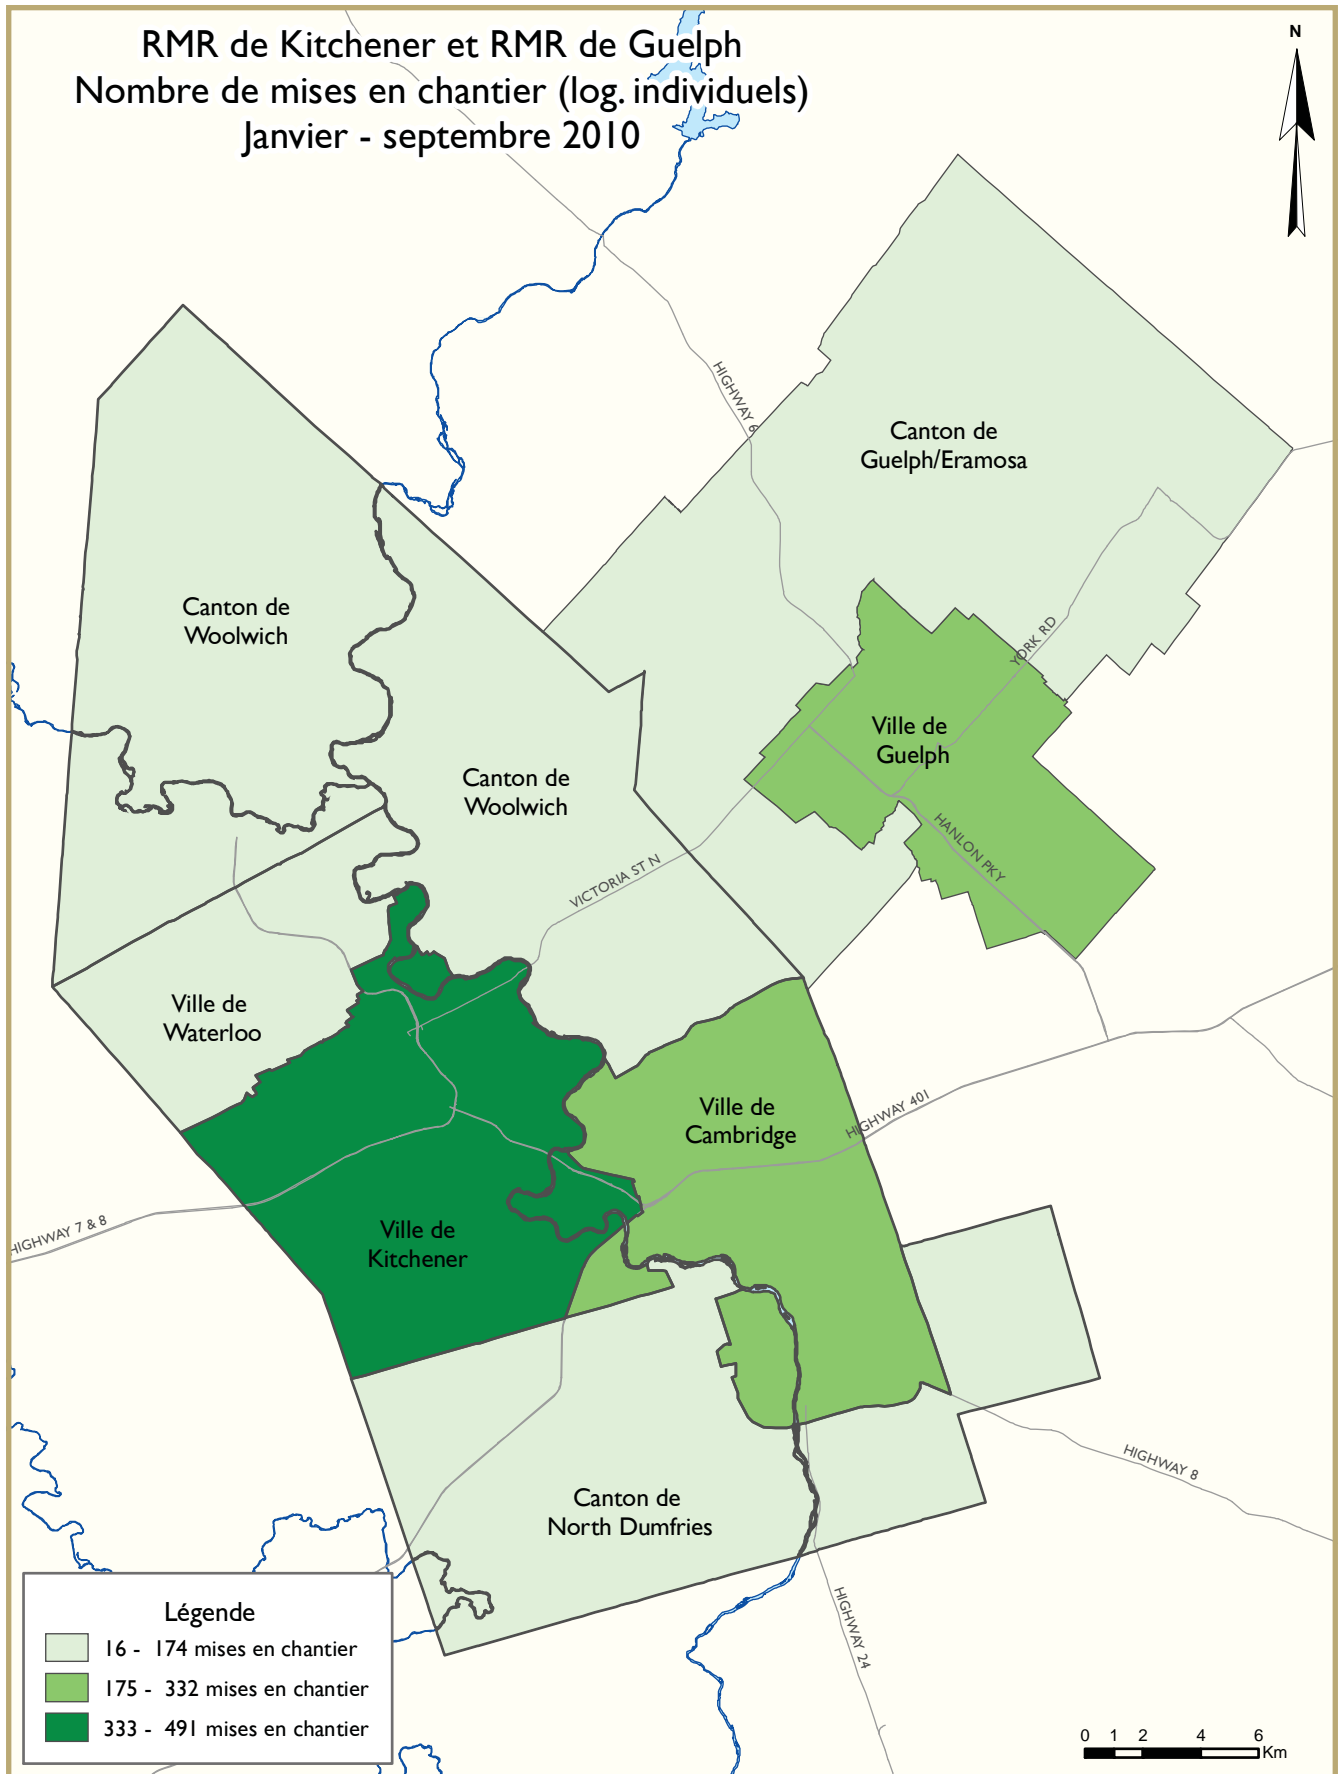 RMR de Kitchener et RMR de Guelph
Nombre de mises en chantier (log. individuels)
Janvier - septembre 2010
N
HIGHWAY 6
Canton de
Guelph/Eramosa
Canton de
Woolwich
YORK RD
Ville de
Guelph
Canton de
Woolwich
HANLON PKY
VICTORIA ST N
Ville de
Waterloo
Ville de
Cambridge
HIGHWAY 401
HIGHWAY 7 & 8
Ville de
Kitchener
HIGHWAY 8
Canton de
North Dumfries
HIGHWAY 24
Légende
16 - 174 mises en chantier
175 - 332 mises en chantier
333 - 491 mises en chantier
0 1 2 4 6
Km